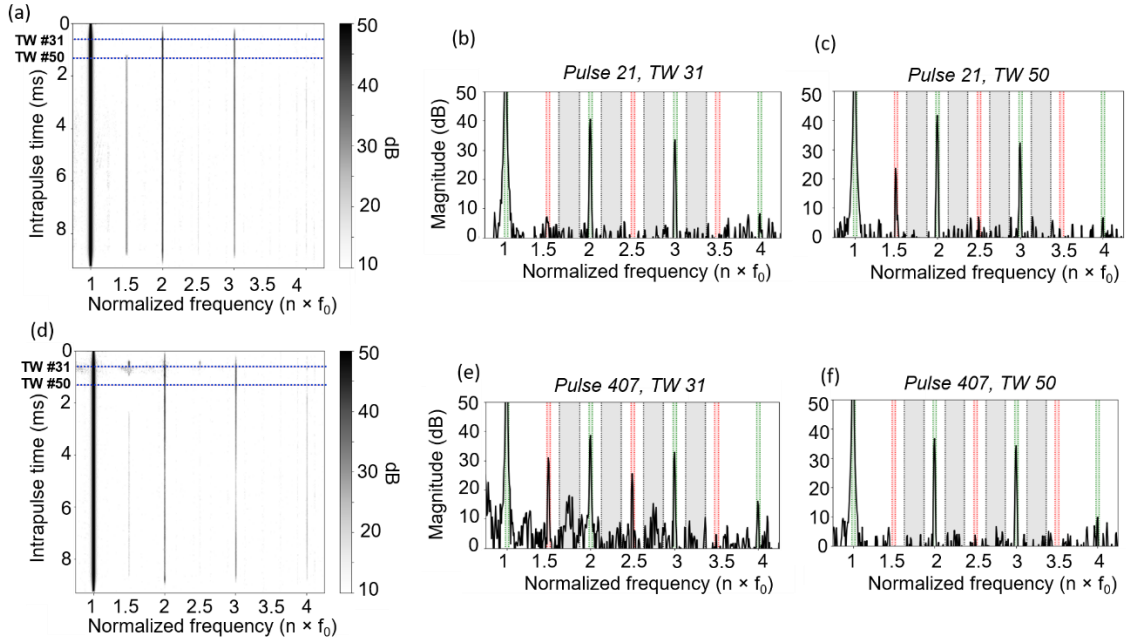 (a)
0
TW #31
TW #50
2
4
6
8
Intrapulse time (ms)
1 1.5 2 2.5 3 3.5 4
Normalized frequency (n × f₀)
50
40
30
20
10
dB
(b)
Pulse 21, TW 31
50
40
30
20
10
0
Magnitude (dB)
1 1.5 2 2.5 3 3.5 4
Normalized frequency (n × f₀)
(c)
Pulse 21, TW 50
50
40
30
20
10
0
1 1.5 2 2.5 3 3.5 4
Normalized frequency (n × f₀)
(d)
0
TW #31
TW #50
2
4
6
8
Intrapulse time (ms)
1 1.5 2 2.5 3 3.5 4
Normalized frequency (n × f₀)
50
40
30
20
10
dB
(e)
Pulse 407, TW 31
50
40
30
20
10
0
Magnitude (dB)
1 1.5 2 2.5 3 3.5 4
Normalized frequency (n × f₀)
(f)
Pulse 407, TW 50
50
40
30
20
10
0
1 1.5 2 2.5 3 3.5 4
Normalized frequency (n × f₀)